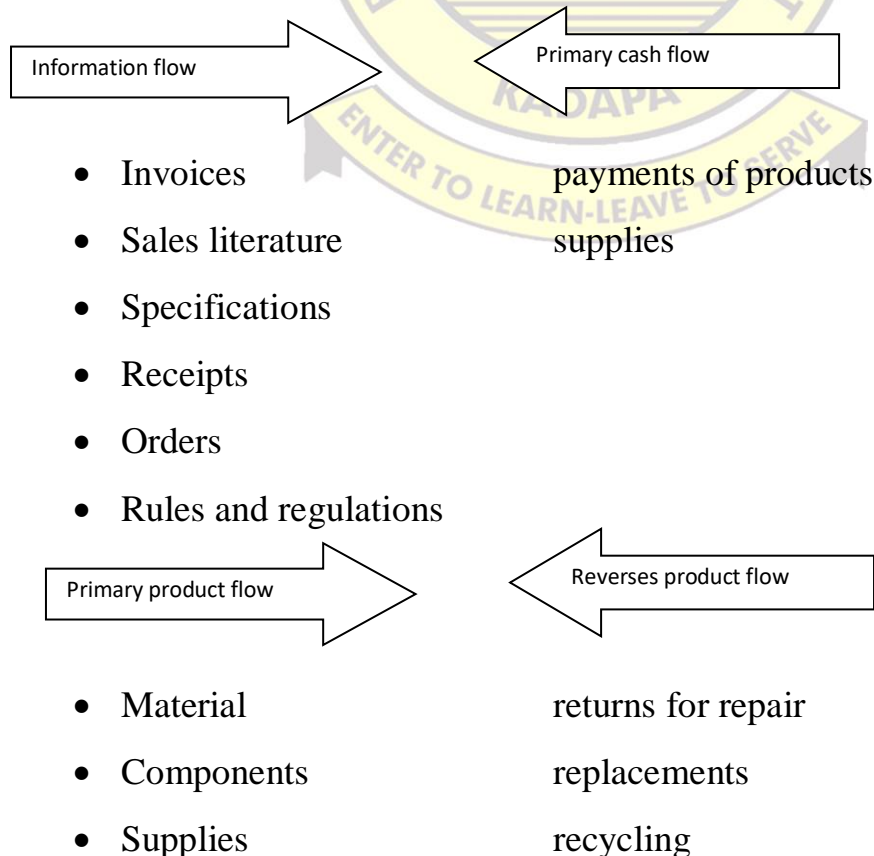 Information flow Primary cash flow
KADAPA
ENTER TO LEARN-LEAVE TO SERVE
• Invoices payments of products
• Sales literature supplies
• Specifications
• Receipts
• Orders
• Rules and regulations
Primary product flow Reverses product flow
• Material returns for repair
• Components replacements
• Supplies recycling